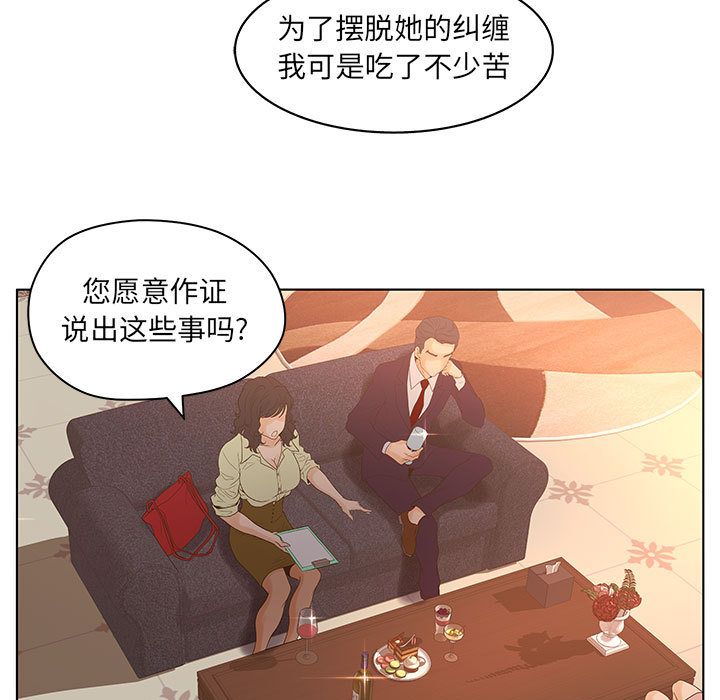 为了摆脱她的纠缠
我可是吃了不少苦
您愿意作证
说出这些事吗?